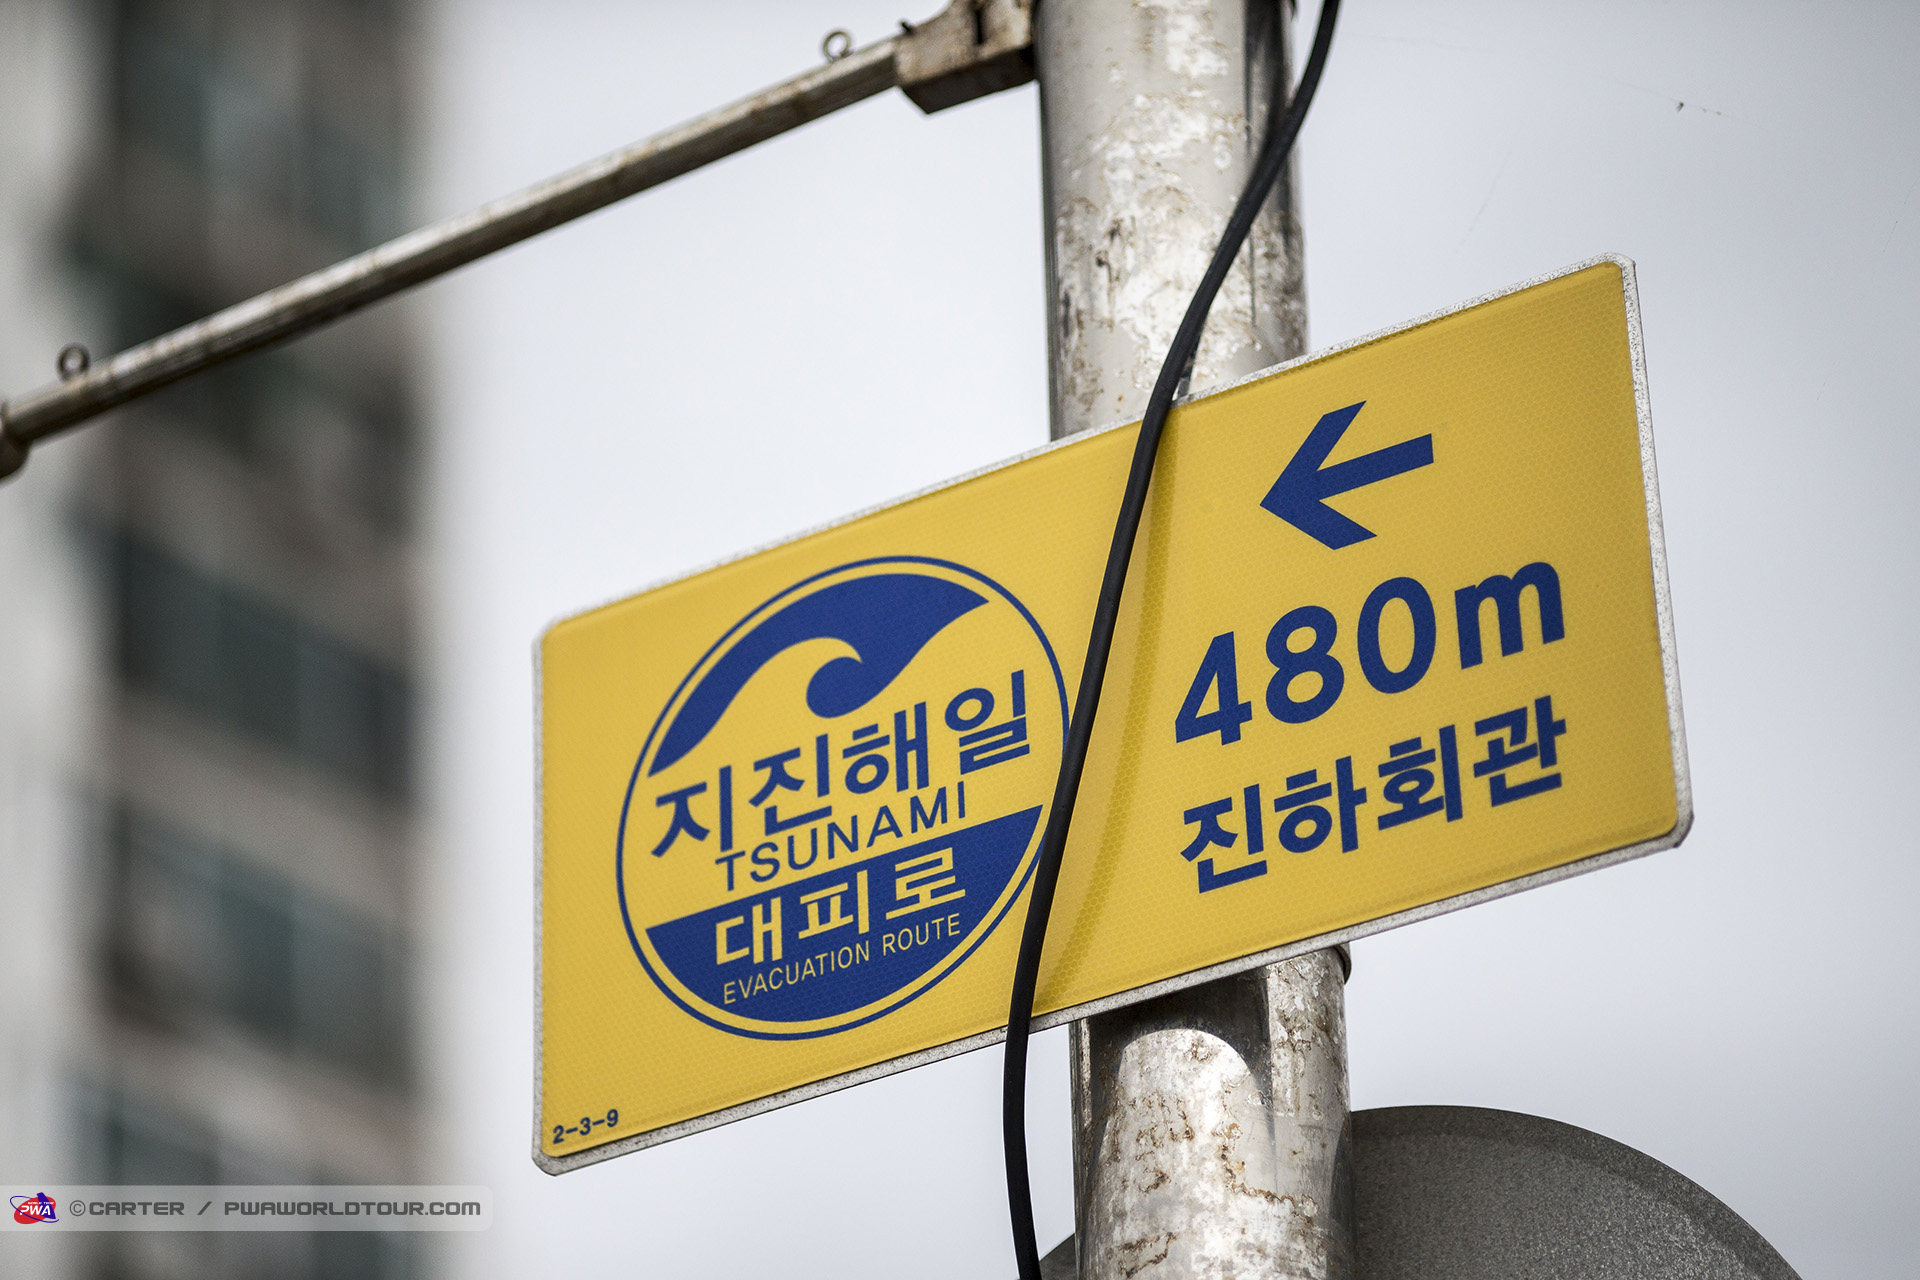 지진해일
TSUNAMI
대피로
EVACUATION ROUTE
480m
진하회관
2-3-9
PWA
©CARTER / PWAWORLDTOUR.COM